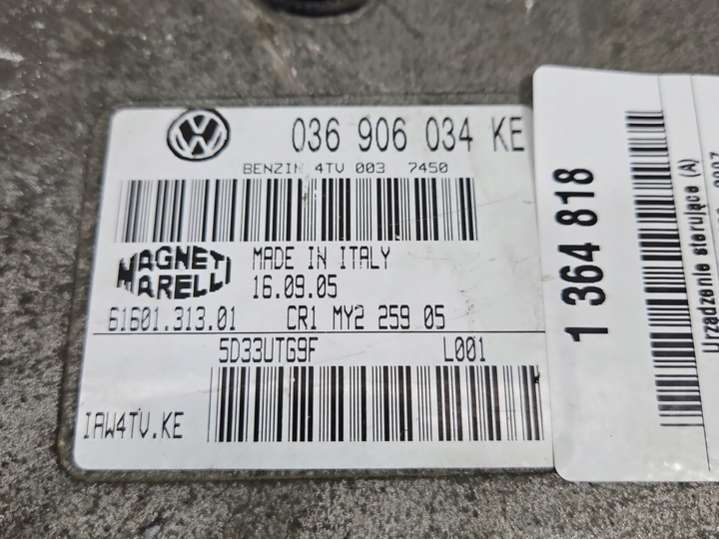 VW
036 906 034 KE
BENZIN 4TV 003 7450
MAGNETI
MARELLI
MADE IN ITALY
16.09.05
61601.313.01 CR1 MY2 259 05
5D33UTG9F L001
IAW4TV.KE
1 364 818
Urządzenie sterujące (A)